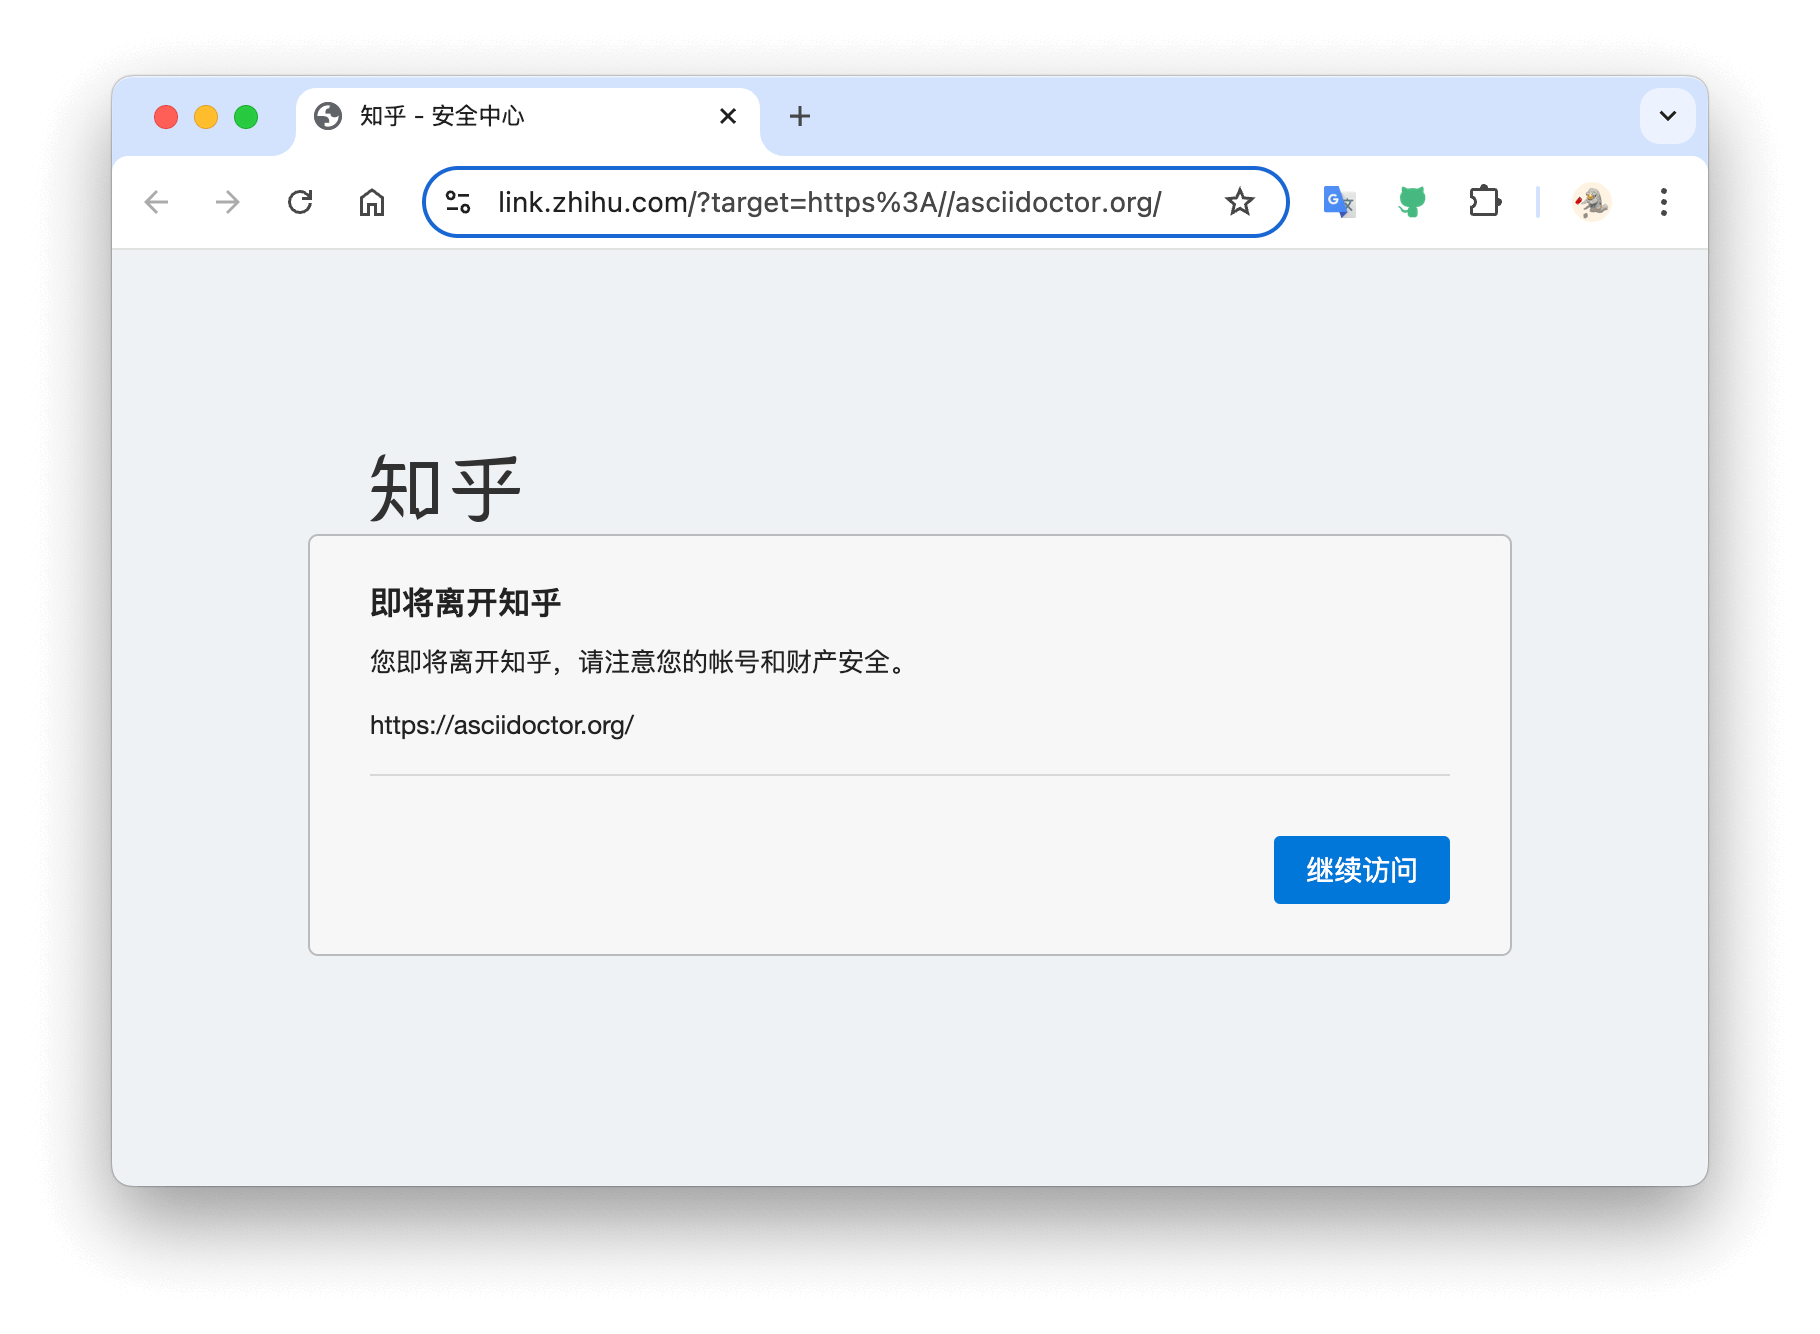 知乎 - 安全中心
link.zhihu.com/?target=https%3A//asciidoctor.org/
知乎
即将离开知乎
您即将离开知乎，请注意您的帐号和财产安全。
https://asciidoctor.org/
继续访问